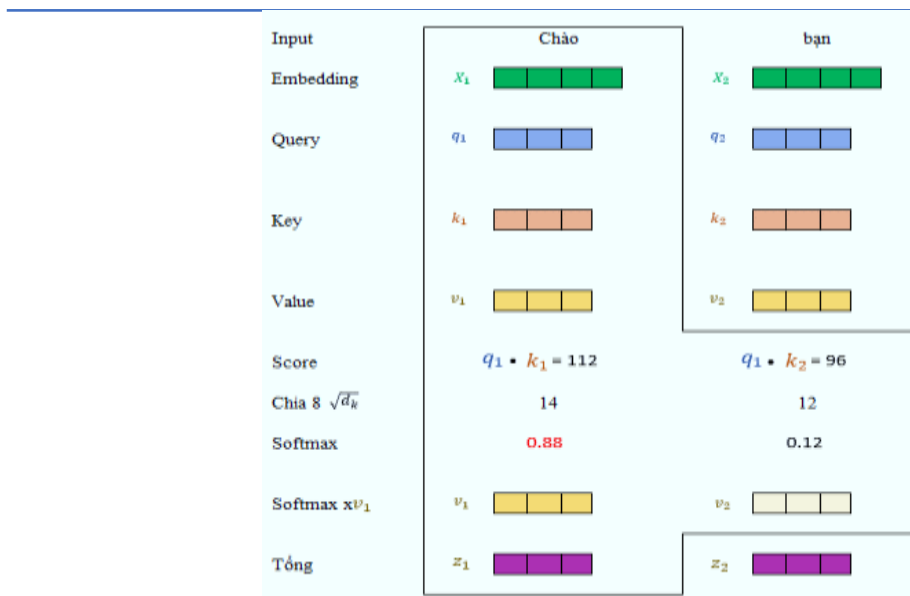 Input Chào bạn
Embedding X₁ X₂
Query q₁ q₂
Key k₁ k₂
Value v₁ v₂
Score q₁ • k₁ = 112 q₁ • k₂ = 96
Chia 8 √dₖ 14 12
Softmax 0.88 0.12
Softmax xv₁ v₁ v₂
Tổng z₁ z₂